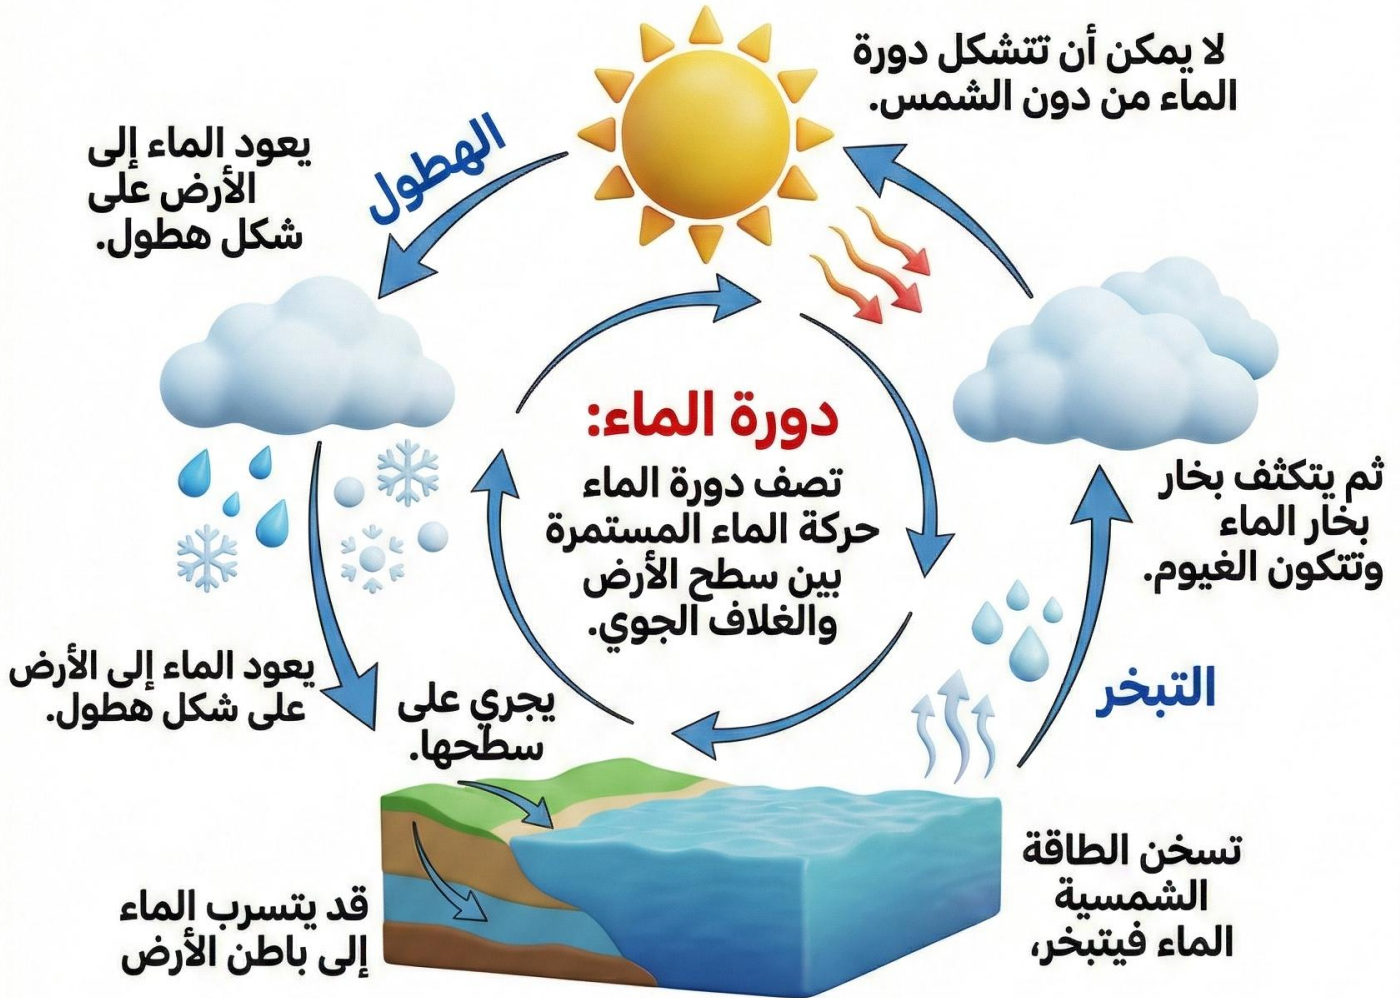 لا يمكن أن تتشكل دورة
الماء من دون الشمس.
الهطول
يعود الماء إلى
الأرض على
شكل هطول.
دورة الماء:
تصف دورة الماء
حركة الماء المستمرة
بين سطح الأرض
والغلاف الجوي.
ثم يتكثف بخار
بخار الماء
وتتكون الغيوم.
التبخر
يعود الماء إلى الأرض
على شكل هطول.
يجري على
سطحها.
تسخن الطاقة
الشمسية
الماء فيتبخر،
قد يتسرب الماء
إلى باطن الأرض